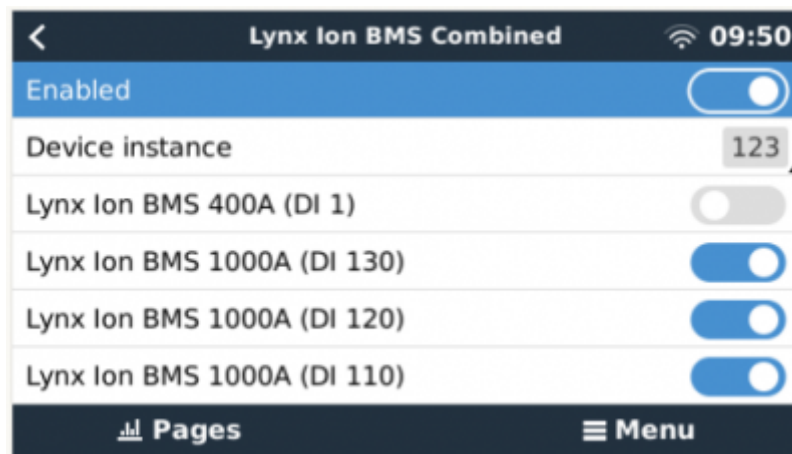 Lynx Ion BMS Combined 09:50
Enabled
Device instance 123
Lynx Ion BMS 400A (DI 1)
Lynx Ion BMS 1000A (DI 130)
Lynx Ion BMS 1000A (DI 120)
Lynx Ion BMS 1000A (DI 110)
Pages Menu